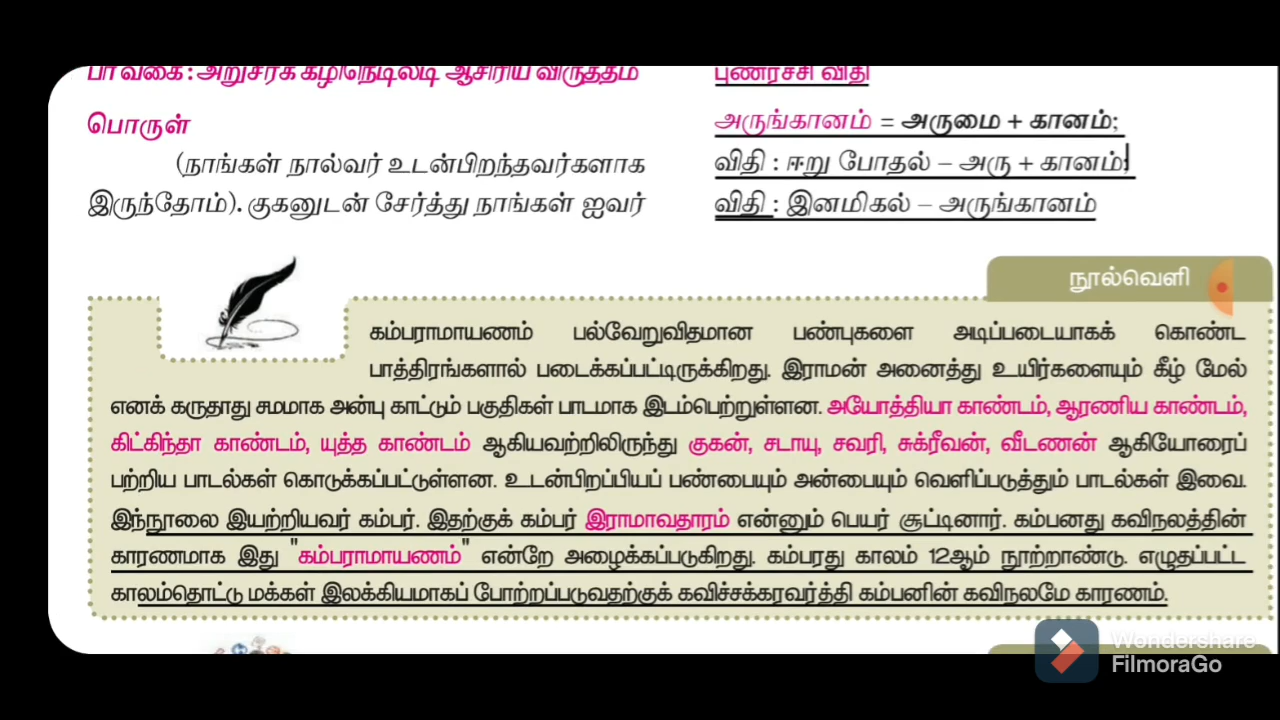 பாவகை : அறுசீர்க் கழிநெடிலடி ஆசிரிய விருத்தம்
பொருள்
(நாங்கள் நால்வர் உடன்பிறந்தவர்களாக
இருந்தோம்). குகனுடன் சேர்த்து நாங்கள் ஐவர்
புணர்ச்சி விதி
அருங்கானம் = அருமை + கானம்;
விதி : ஈறு போதல் – அரு + கானம்;
விதி : இனமிகல் – அருங்கானம்
நூல்வெளி
கம்பராமாயணம் பல்வேறுவிதமான பண்புகளை அடிப்படையாகக் கொண்ட
பாத்திரங்களால் படைக்கப்பட்டிருக்கிறது. இராமன் அனைத்து உயிர்களையும் கீழ் மேல்
எனக் கருதாது சமமாக அன்பு காட்டும் பகுதிகள் பாடமாக இடம்பெற்றுள்ளன. அயோத்தியா காண்டம், ஆரணிய காண்டம்,
கிட்கிந்தா காண்டம், யுத்த காண்டம் ஆகியவற்றிலிருந்து குகன், சடாயு, சவரி, சுக்ரீவன், வீடணன் ஆகியோரைப்
பற்றிய பாடல்கள் கொடுக்கப்பட்டுள்ளன. உடன்பிறப்பியப் பண்பையும் அன்பையும் வெளிப்படுத்தும் பாடல்கள் இவை.
இந்நூலை இயற்றியவர் கம்பர். இதற்குக் கம்பர் இராமாவதாரம் என்னும் பெயர் சூட்டினார். கம்பனது கவிநலத்தின்
காரணமாக இது "கம்பராமாயணம்" என்றே அழைக்கப்படுகிறது. கம்பரது காலம் 12ஆம் நூற்றாண்டு. எழுதப்பட்ட
காலம்தொட்டு மக்கள் இலக்கியமாகப் போற்றப்படுவதற்குக் கவிச்சக்கரவர்த்தி கம்பனின் கவிநலமே காரணம்.
Wondershare
FilmoraGo